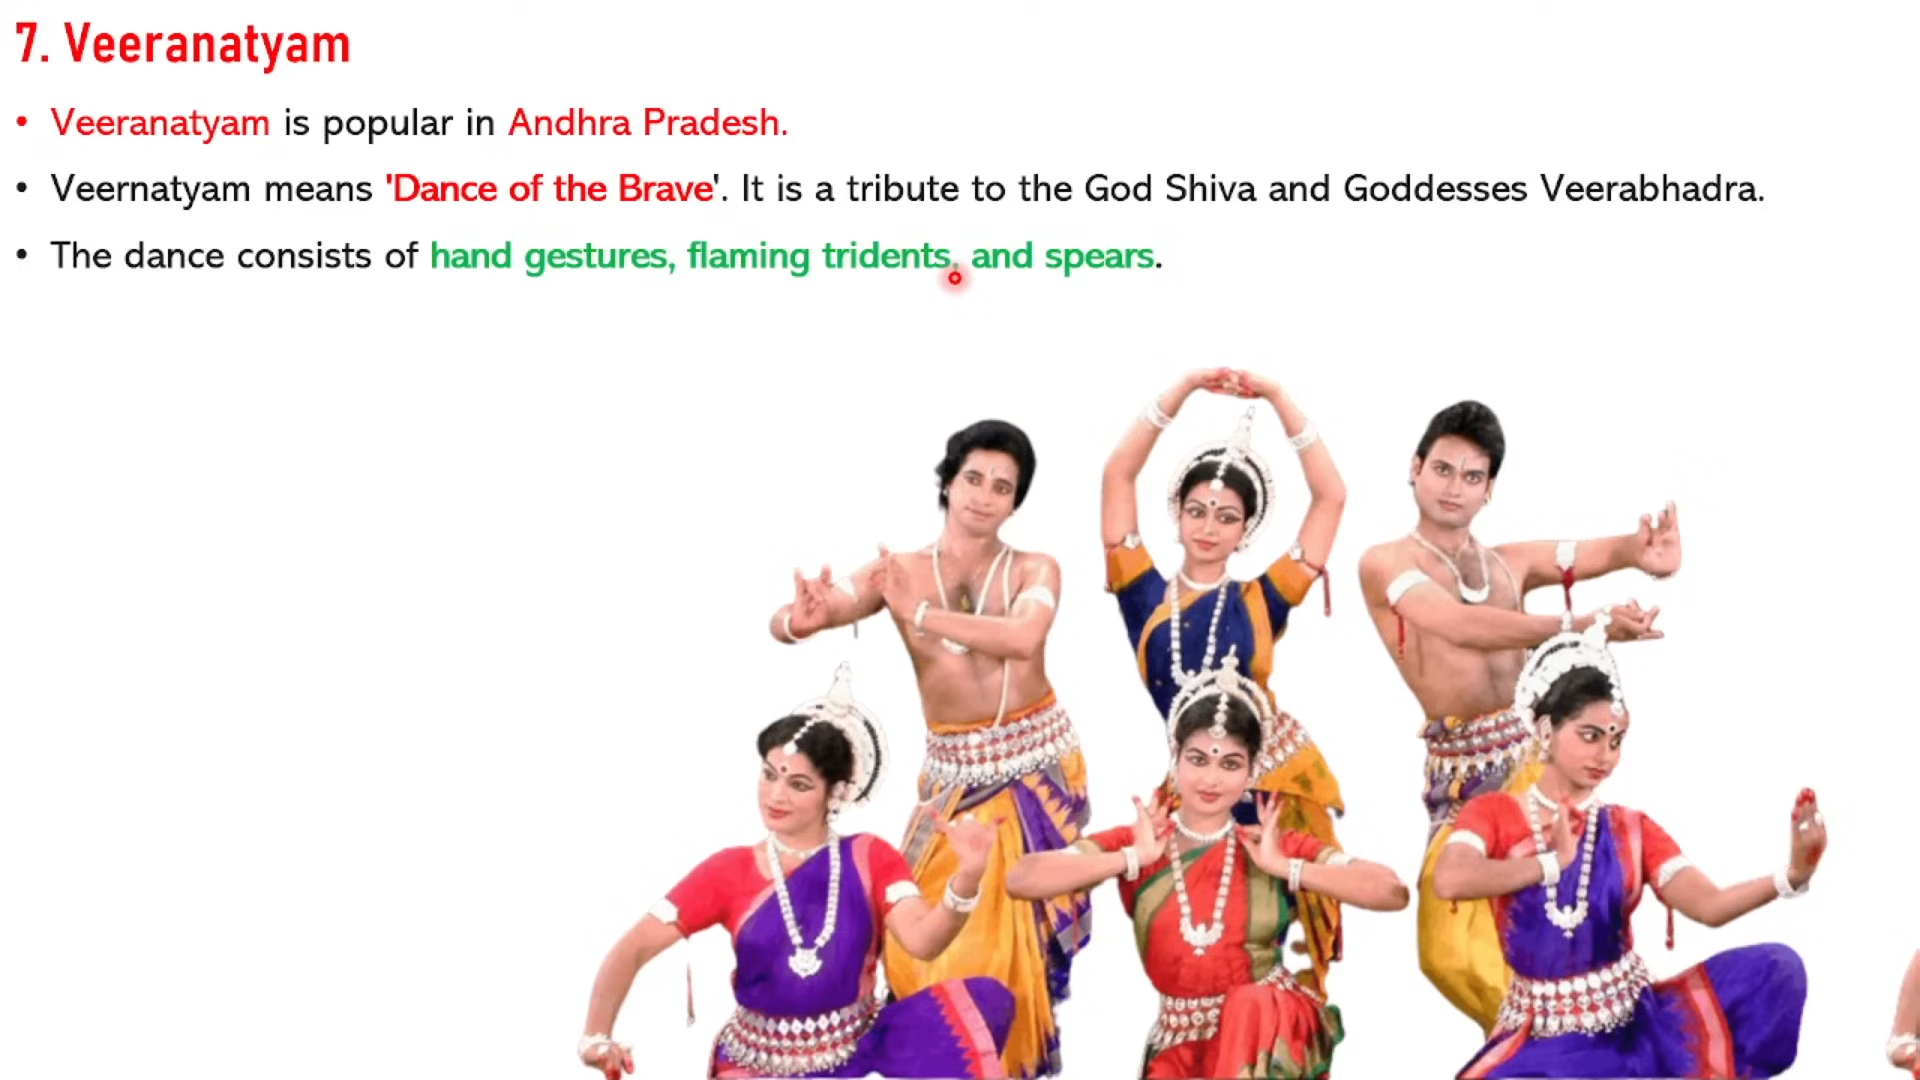 7. Veeranatyam
• Veeranatyam is popular in Andhra Pradesh.
• Veernatyam means 'Dance of the Brave'. It is a tribute to the God Shiva and Goddesses Veerabhadra.
• The dance consists of hand gestures, flaming tridents, and spears.